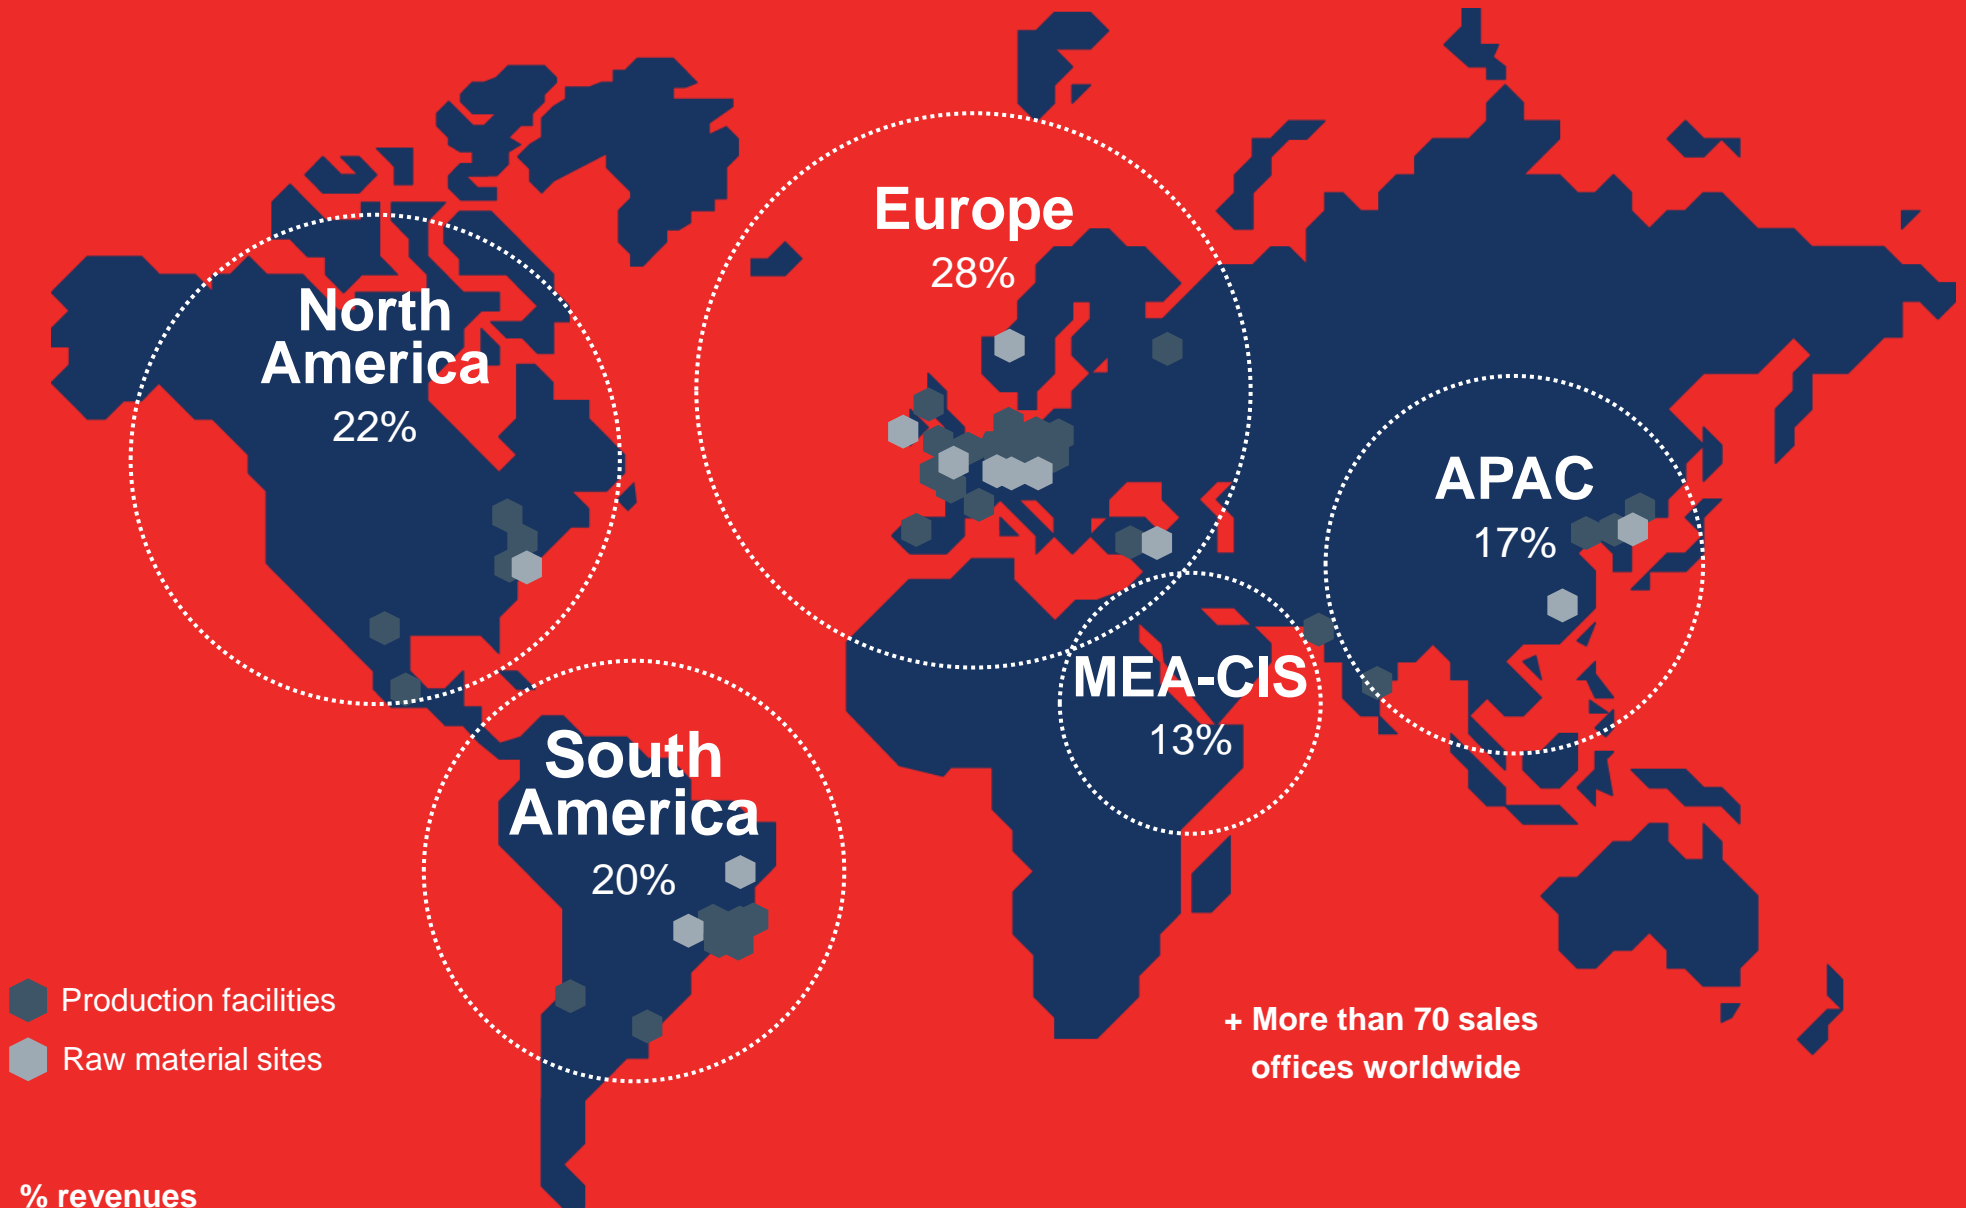 Europe
28%
North
America
22%
APAC
17%
MEA-CIS
13%
South
America
20%
Production facilities
Raw material sites
+ More than 70 sales
offices worldwide
% revenues